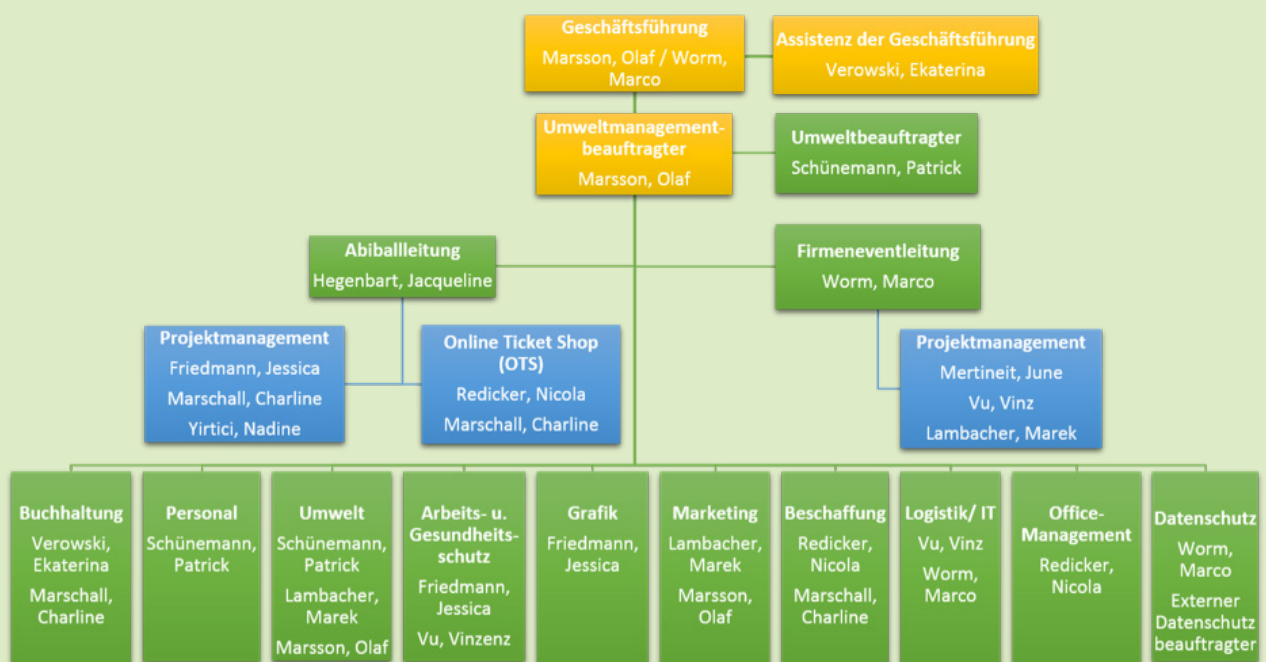 Geschäftsführung
Marsson, Olaf / Worm,
Marco
Assistenz der Geschäftsführung
Verowski, Ekaterina
Umweltmanagement-
beauftragter
Marsson, Olaf
Umweltbeauftragter
Schünemann, Patrick
Abiballleitung
Hegenbart, Jacqueline
Firmeneventleitung
Worm, Marco
Projektmanagement
Friedmann, Jessica
Marschall, Charline
Yirtici, Nadine
Online Ticket Shop
(OTS)
Redicker, Nicola
Marschall, Charline
Projektmanagement
Mertineit, June
Vu, Vinz
Lambacher, Marek
Buchhaltung
Verowski,
Ekaterina
Marschall,
Charline
Personal
Schünemann,
Patrick
Umwelt
Schünemann,
Patrick
Lambacher,
Marek
Marsson, Olaf
Arbeits- u.
Gesundheits-
schutz
Friedmann,
Jessica
Vu, Vinzenz
Grafik
Friedmann,
Jessica
Marketing
Lambacher,
Marek
Marsson,
Olaf
Beschaffung
Redicker,
Nicola
Marschall,
Charline
Logistik/ IT
Vu, Vinz
Worm,
Marco
Office-
Management
Redicker,
Nicola
Datenschutz
Worm,
Marco
Externer
Datenschutz
beauftragter